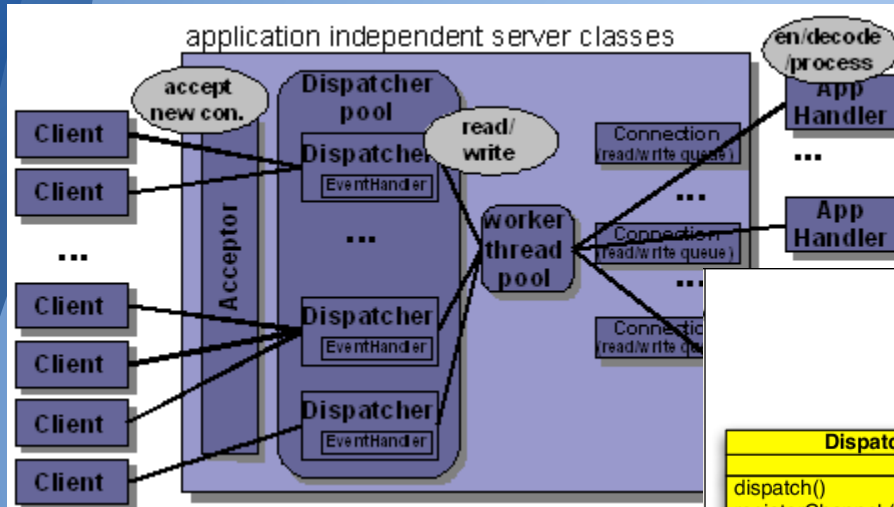 application independent server classes
accept
new con.
Dispatcher
pool
en/decode
/process
App
Handler
...
Client
Client
...
Client
Client
Client
Client
Acceptor
Dispatcher
EventHandler
...
Dispatcher
EventHandler
Dispatcher
EventHandler
read/
write
worker
thread
pool
Connection
(read/write queue)
...
Connection
(read/write queue)
...
(read/write
App
Handler
dispatch()